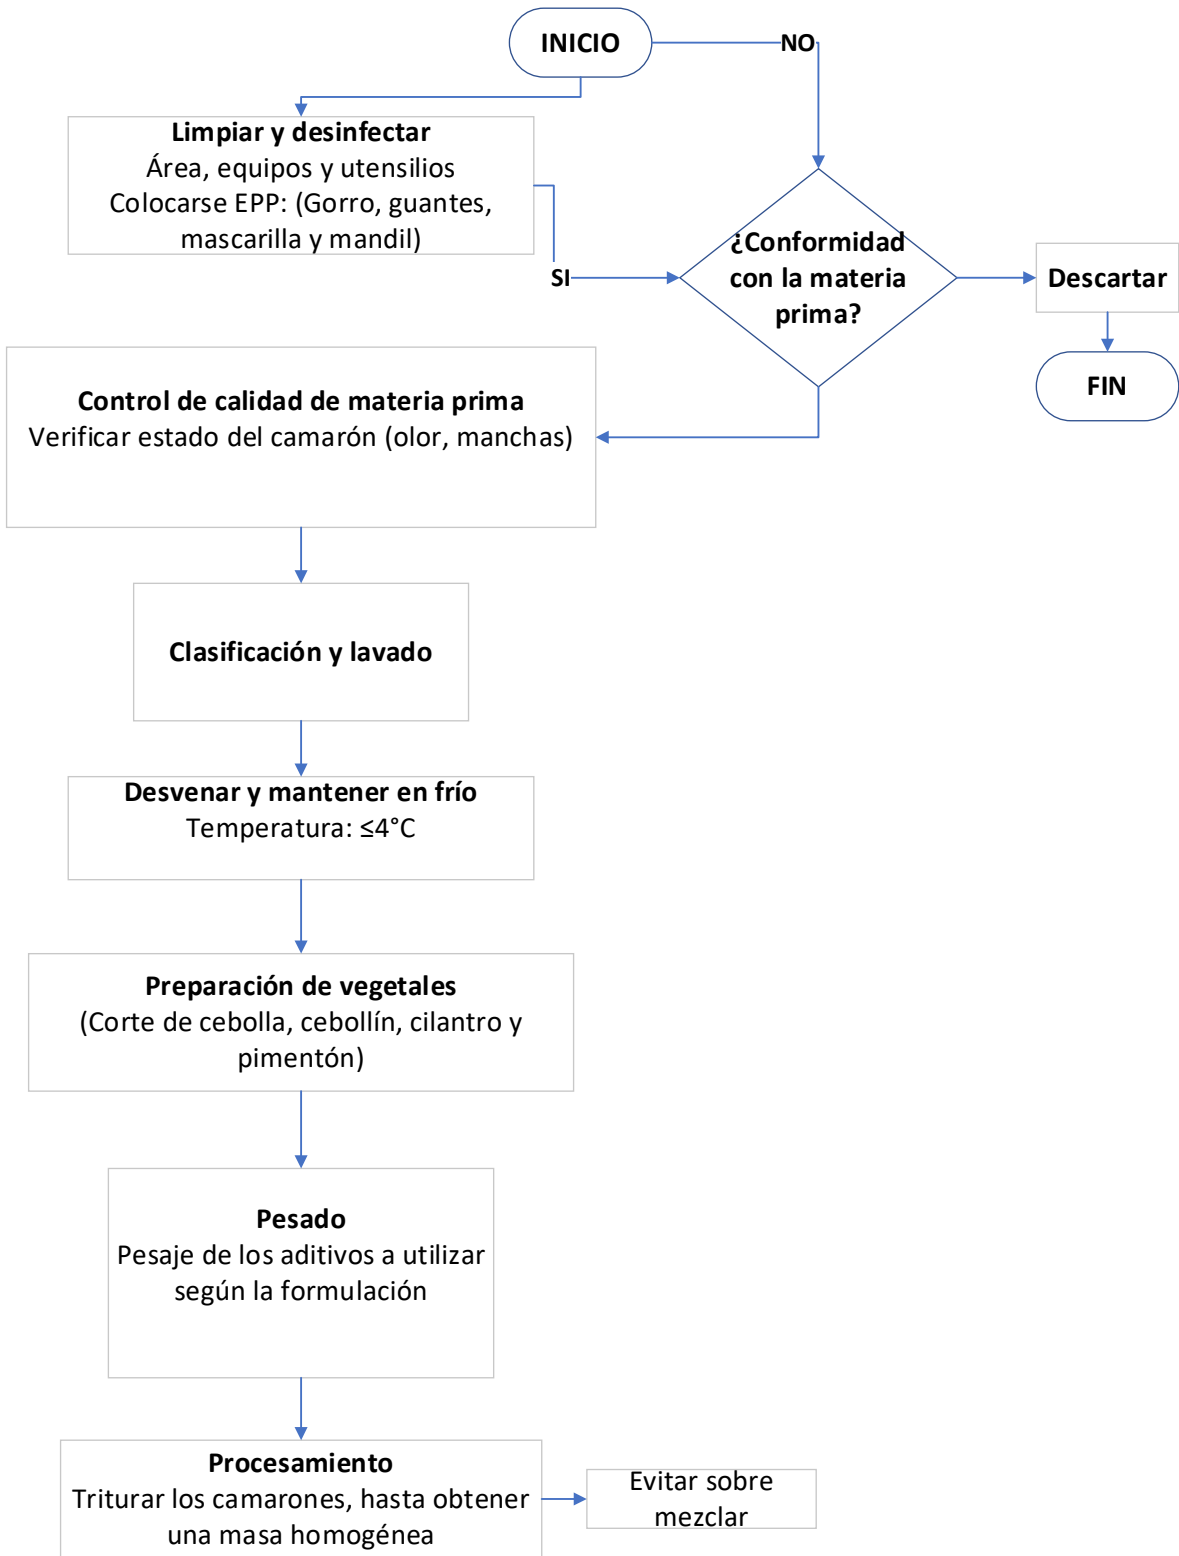 INICIO
NO
Limpiar y desinfectar
Área, equipos y utensilios
Colocarse EPP: (Gorro, guantes,
mascarilla y mandil)
SI
¿Conformidad
con la materia
prima?
Descartar
FIN
Control de calidad de materia prima
Verificar estado del camarón (olor, manchas)
Clasificación y lavado
Desvenar y mantener en frío
Temperatura: ≤4°C
Preparación de vegetales
(Corte de cebolla, cebollín, cilantro y
pimentón)
Pesado
Pesaje de los aditivos a utilizar
según la formulación
Procesamiento
Triturar los camarones, hasta obtener
una masa homogénea
Evitar sobre
mezclar